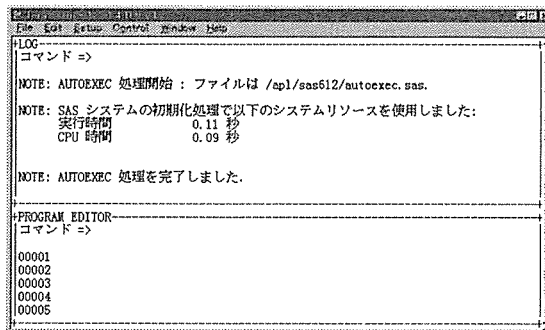 File Edit Setup Control Window Help
LOG
コマンド =>
NOTE: AUTOEXEC 処理開始 : ファイルは /apl/sas612/autoexec.sas.
NOTE: SAS システムの初期化処理で以下のシステムリソースを使用しました:
実行時間 0.11 秒
CPU 時間 0.09 秒
NOTE: AUTOEXEC 処理を完了しました.
PROGRAM EDITOR
コマンド =>
00001
00002
00003
00004
00005